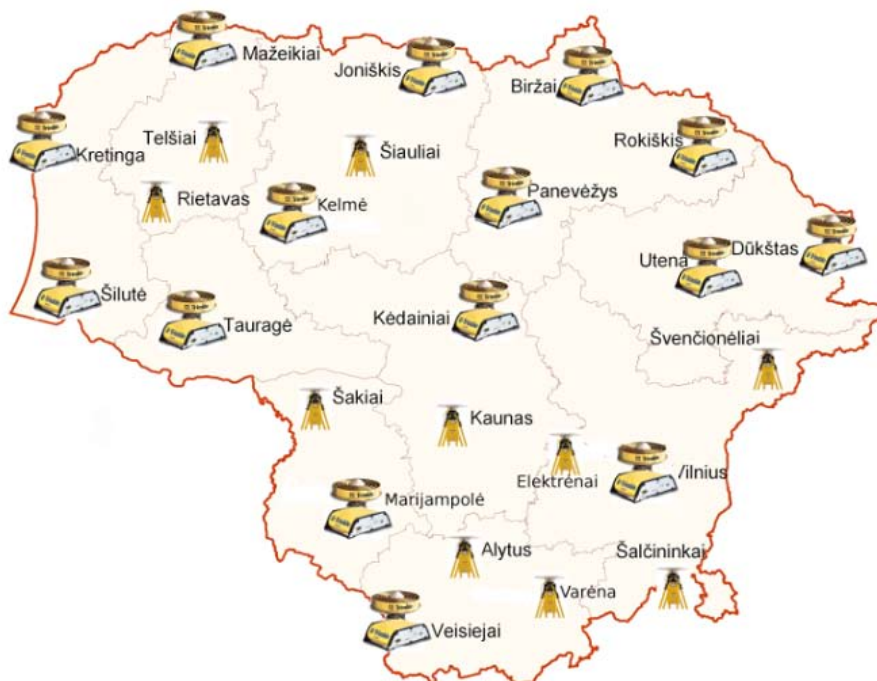 Mažeikiai
Joniškis
Biržai
Telšiai
Šiauliai
Rokiškis
Kretinga
Rietavas
Kelmė
Panevėžys
Utena
Dūkštas
Šilutė
Tauragė
Kėdainiai
Švenčionėliai
Šakiai
Kaunas
Elektrėnai
Vilnius
Marijampolė
Alytus
Šalčininkai
Varėna
Veisiejai